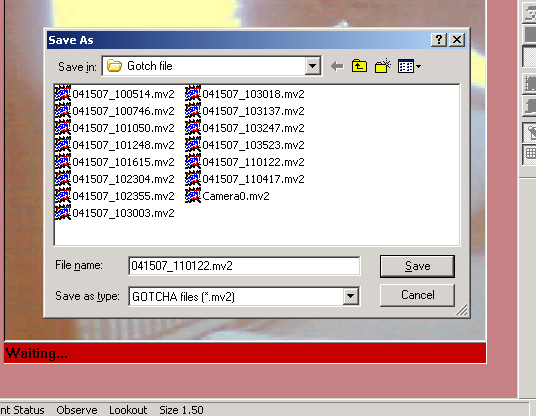 Save As
Save in: Gotch file
041507_100514.mv2 041507_103018.mv2
041507_100746.mv2 041507_103137.mv2
041507_101050.mv2 041507_103247.mv2
041507_101248.mv2 041507_103523.mv2
041507_101615.mv2 041507_110122.mv2
041507_102304.mv2 041507_110417.mv2
041507_102355.mv2 Camera0.mv2
041507_103003.mv2
File name: 041507_110122.mv2 Save
Save as type: GOTCHA files (*.mv2) Cancel
Waiting...
nt Status Observe Lookout Size 1.50